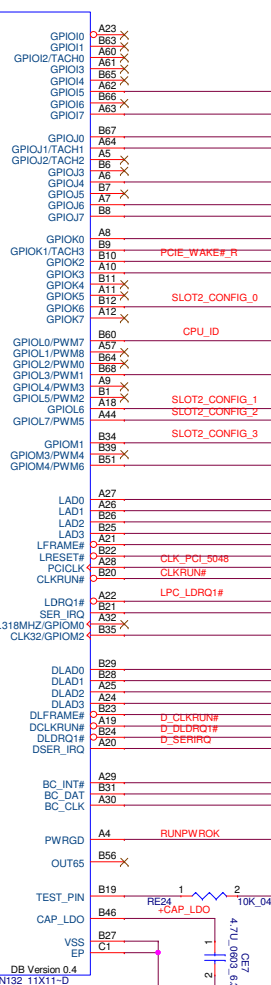 GPIOI0 A23
GPIOI1 B63
GPIOI2/TACH0 A60
GPIOI3 A61
GPIOI4 B65
GPIOI5 A62
GPIOI6 B66
GPIOI7 A63
GPIOJ0 B67
GPIOJ1/TACH1 A64
GPIOJ2/TACH2 A5
GPIOJ3 B6
GPIOJ4 A6
GPIOJ5 B7
GPIOJ6 A7
GPIOJ7 B8
GPIOK0 A8
GPIOK1/TACH3 B9
GPIOK2 B10 PCIE_WAKE#_R
GPIOK3 A10
GPIOK4 B11
GPIOK5 A11
GPIOK6 B12 SLOT2_CONFIG_0
GPIOK7 A12
GPIOL0/PWM7 B60 CPU_ID
GPIOL1/PWM8 A57
GPIOL2/PWM0 B64
GPIOL3/PWM1 B68
GPIOL4/PWM3 A9
GPIOL5/PWM2 B1
GPIOL6 A18 SLOT2_CONFIG_1
GPIOL7/PWM5 A44 SLOT2_CONFIG_2
GPIOM1 B34 SLOT2_CONFIG_3
GPIOM3/PWM4 B39
GPIOM4/PWM6 B51
LAD0 A27
LAD1 A26
LAD2 B26
LAD3 B25
LFRAME# A21
LRESET# B22
PCICLK A28 CLK_PCI_5048
CLKRUN# B20 CLKRUN#
LDRQ1# A22 LPC_LDRQ1#
SER_IRQ B21
.318MHZ/GPIOM0 A32
CLK32/GPIOM2 B35
DLAD0 B29
DLAD1 B28
DLAD2 A25
DLAD3 A24
DLFRAME# B23
DCLKRUN# A19 D_CLKRUN#
DLDRQ1# B24 D_DLDRQ1#
DSER_IRQ A20 D_SERIRQ
BC_INT# A29
BC_DAT B31
BC_CLK A30
PWRGD A4 RUNPWROK
OUT65 B56
TEST_PIN B19 1 2
RE24 10K_04
CAP_LDO B46 +CAP_LDO
VSS B27
EP C1
1 2 CE7
4.7U_0603_6.
DB Version 0.4
N132_11X11~D